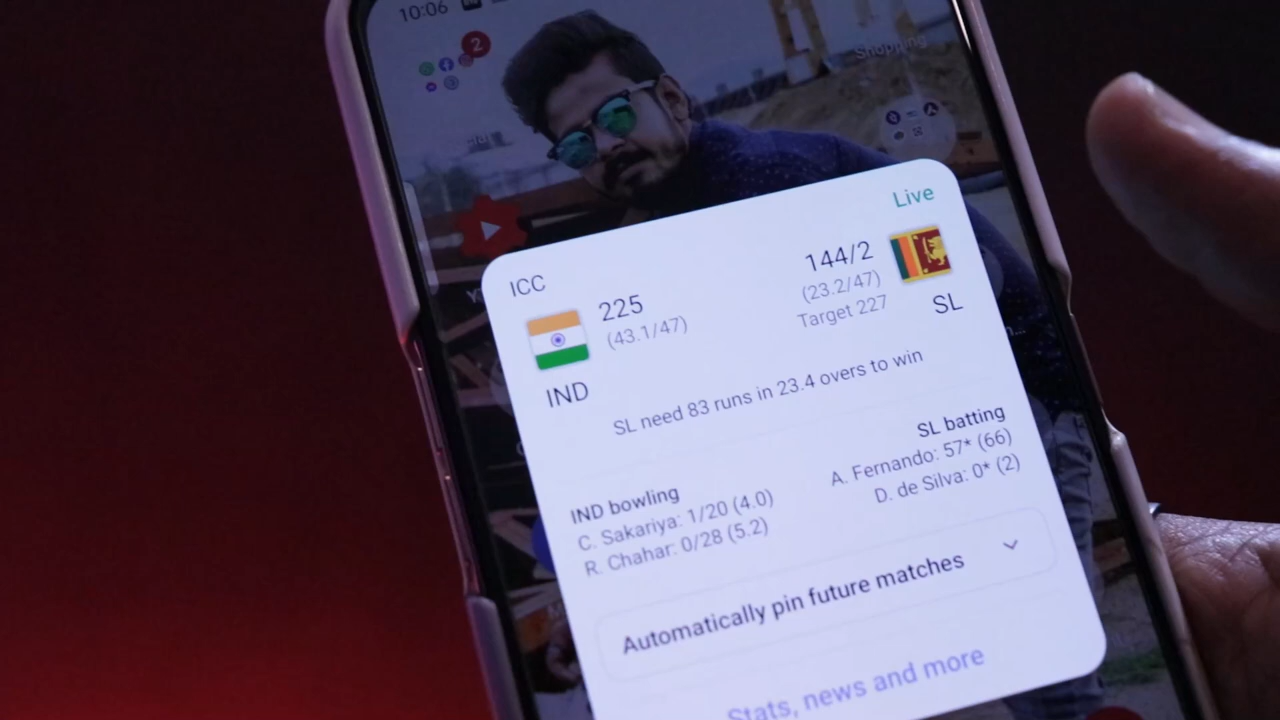 10:06
2
Shopping
Live
ICC
225
(43.1/47)
IND
144/2
(23.2/47)
Target 227
SL
SL need 83 runs in 23.4 overs to win
IND bowling
C. Sakariya: 1/20 (4.0)
R. Chahar: 0/28 (5.2)
SL batting
A. Fernando: 57* (66)
D. de Silva: 0* (2)
Automatically pin future matches
Stats, news and more